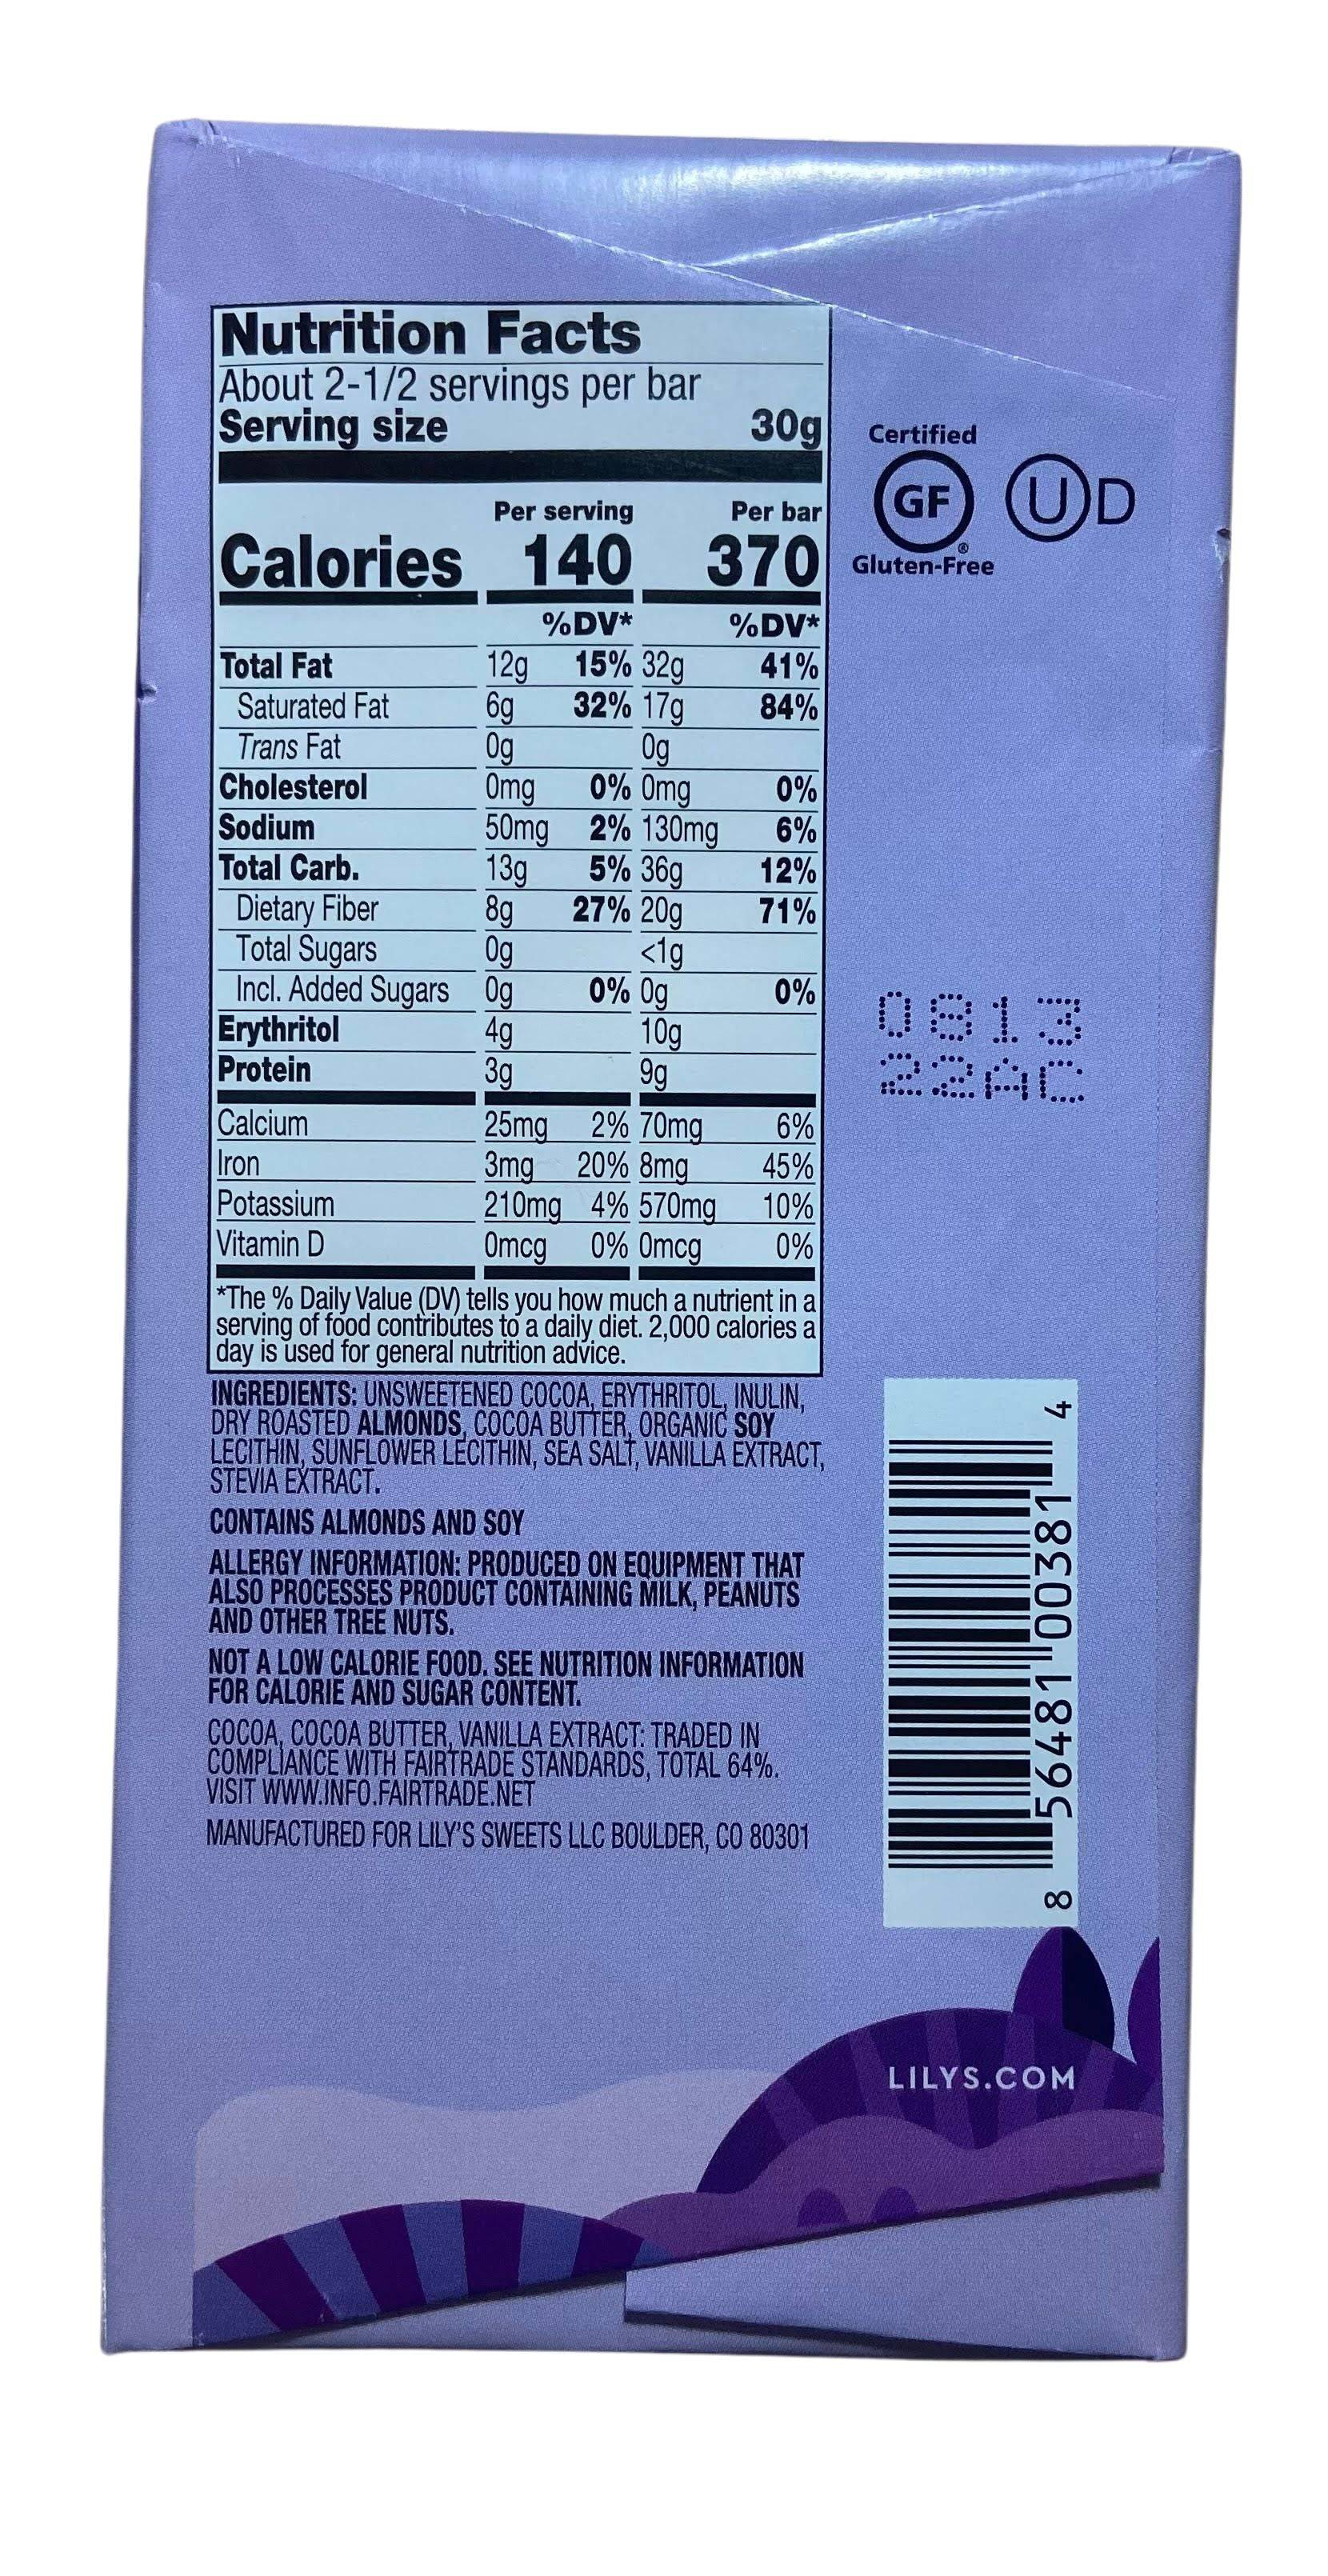 Nutrition Facts
About 2-1/2 servings per bar
Serving size 30g
Per serving Per bar
Calories 140 370
%DV* %DV*
Total Fat 12g 15% 32g 41%
Saturated Fat 6g 32% 17g 84%
Trans Fat 0g 0g
Cholesterol 0mg 0% 0mg 0%
Sodium 50mg 2% 130mg 6%
Total Carb. 13g 5% 36g 12%
Dietary Fiber 8g 27% 20g 71%
Total Sugars 0g <1g
Incl. Added Sugars 0g 0% 0g 0%
Erythritol 4g 10g
Protein 3g 9g
Calcium 25mg 2% 70mg 6%
Iron 3mg 20% 8mg 45%
Potassium 210mg 4% 570mg 10%
Vitamin D 0mcg 0% 0mcg 0%
*The % Daily Value (DV) tells you how much a nutrient in a
serving of food contributes to a daily diet. 2,000 calories a
day is used for general nutrition advice.
INGREDIENTS: UNSWEETENED COCOA, ERYTHRITOL, INULIN,
DRY ROASTED ALMONDS, COCOA BUTTER, ORGANIC SOY
LECITHIN, SUNFLOWER LECITHIN, SEA SALT, VANILLA EXTRACT,
STEVIA EXTRACT.
CONTAINS ALMONDS AND SOY
ALLERGY INFORMATION: PRODUCED ON EQUIPMENT THAT
ALSO PROCESSES PRODUCT CONTAINING MILK, PEANUTS
AND OTHER TREE NUTS.
NOT A LOW CALORIE FOOD. SEE NUTRITION INFORMATION
FOR CALORIE AND SUGAR CONTENT.
COCOA, COCOA BUTTER, VANILLA EXTRACT: TRADED IN
COMPLIANCE WITH FAIRTRADE STANDARDS, TOTAL 64%.
VISIT WWW.INFO.FAIRTRADE.NET
MANUFACTURED FOR LILY'S SWEETS LLC BOULDER, CO 80301
Certified
GF ®
Gluten-Free
U D
0813
22AC
8 56481 00381 4
LILYS.COM